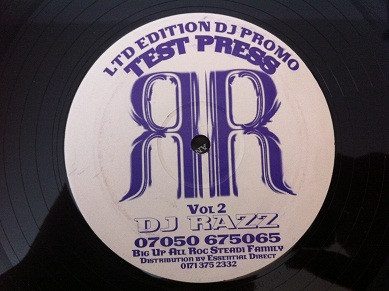 LTD EDITION DJ PROMO
TEST PRESS
RR
VOL 2
DJ RAZZ
07050 675065
BIG UP ALL ROC STEADI FAMILY
DISTRIBUTION BY ESSENTIAL DIRECT
0171 375 2332